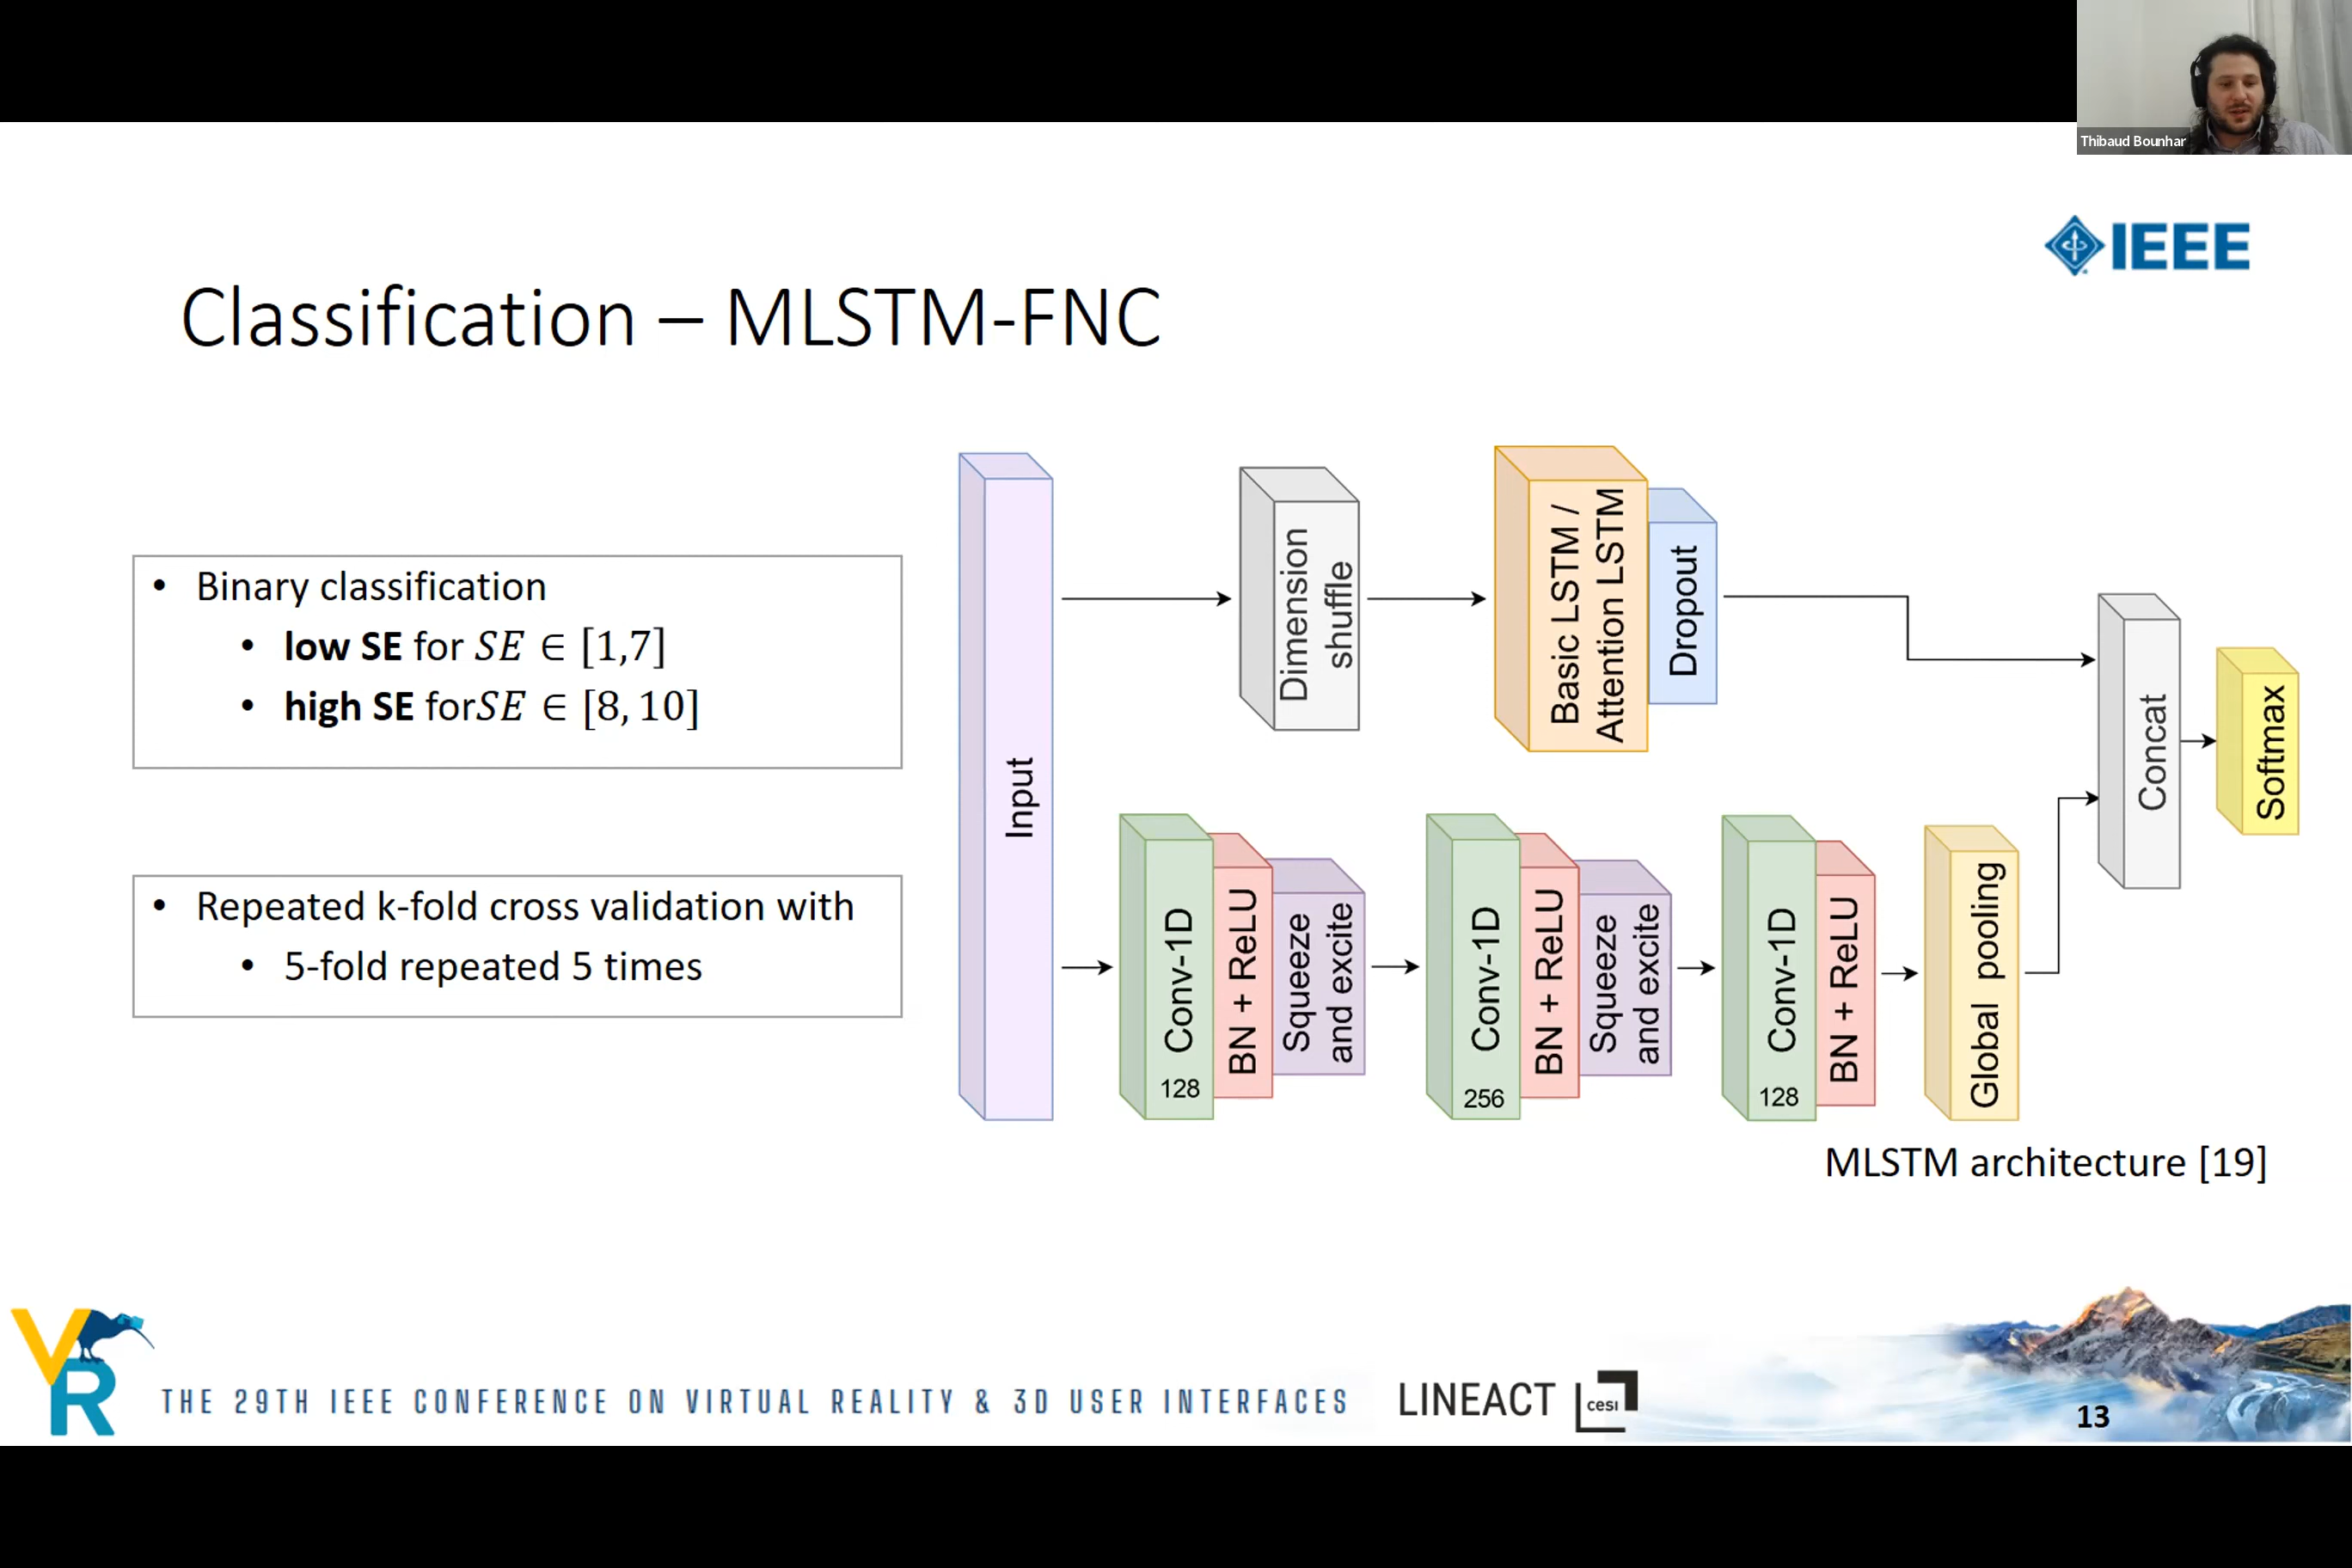 Thibaud Bounhar
IEEE
Classification – MLSTM-FNC
• Binary classification
• low SE for SE ∈ [1,7]
• high SE forSE ∈ [8, 10]
• Repeated k-fold cross validation with
• 5-fold repeated 5 times
Input
Dimension
shuffle
Basic LSTM /
Attention LSTM
Dropout
Conv-1D
128
BN + ReLU
Squeeze
and excite
Conv-1D
256
BN + ReLU
Squeeze
and excite
Conv-1D
128
BN + ReLU
Global pooling
Concat
Softmax
MLSTM architecture [19]
VR
THE 29TH IEEE CONFERENCE ON VIRTUAL REALITY & 3D USER INTERFACES
LINEACT
cesi
13